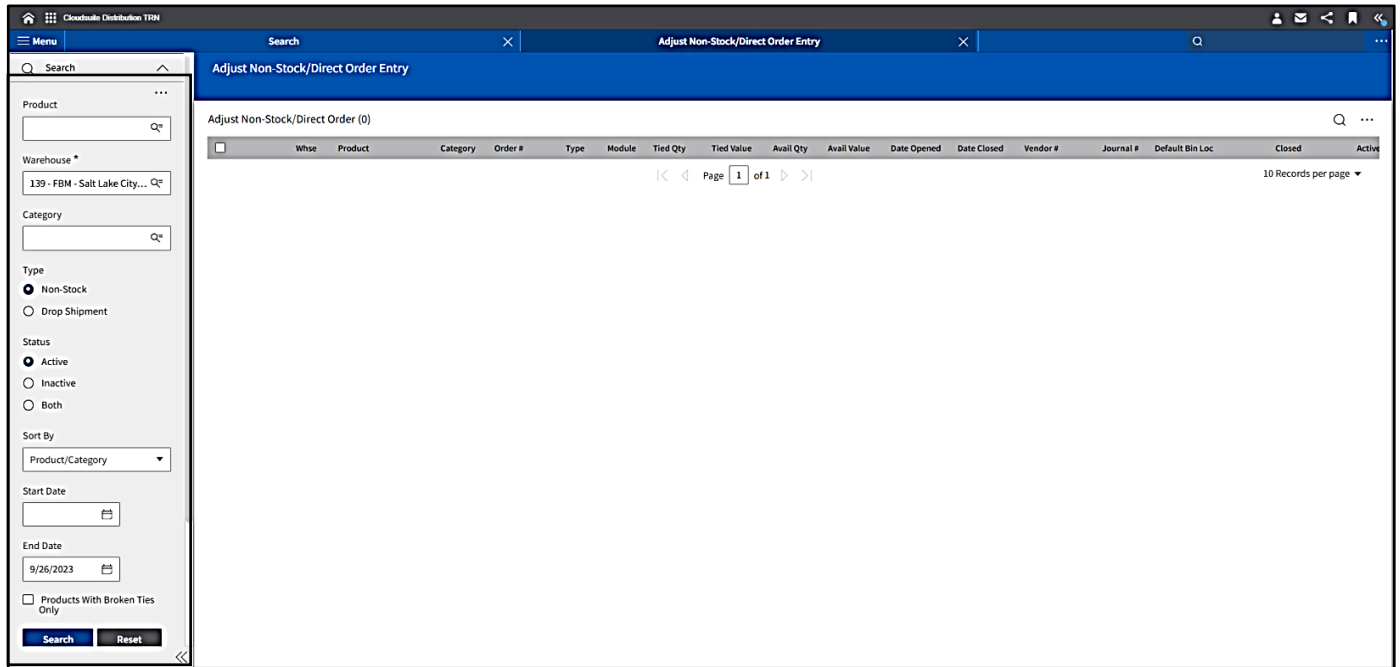 Cloudsuite Distribution TRN
Menu Search Adjust Non-Stock/Direct Order Entry
Search
Adjust Non-Stock/Direct Order Entry
Product
Warehouse *
139 - FBM - Salt Lake City...
Category
Type
Non-Stock
Drop Shipment
Status
Active
Inactive
Both
Sort By
Product/Category
Start Date
End Date
9/26/2023
Products With Broken Ties
Only
Search Reset
Adjust Non-Stock/Direct Order (0)
Whse Product Category Order # Type Module Tied Qty Tied Value Avail Qty Avail Value Date Opened Date Closed Vendor # Journal # Default Bin Loc Closed Active
Page 1 of 1 10 Records per page